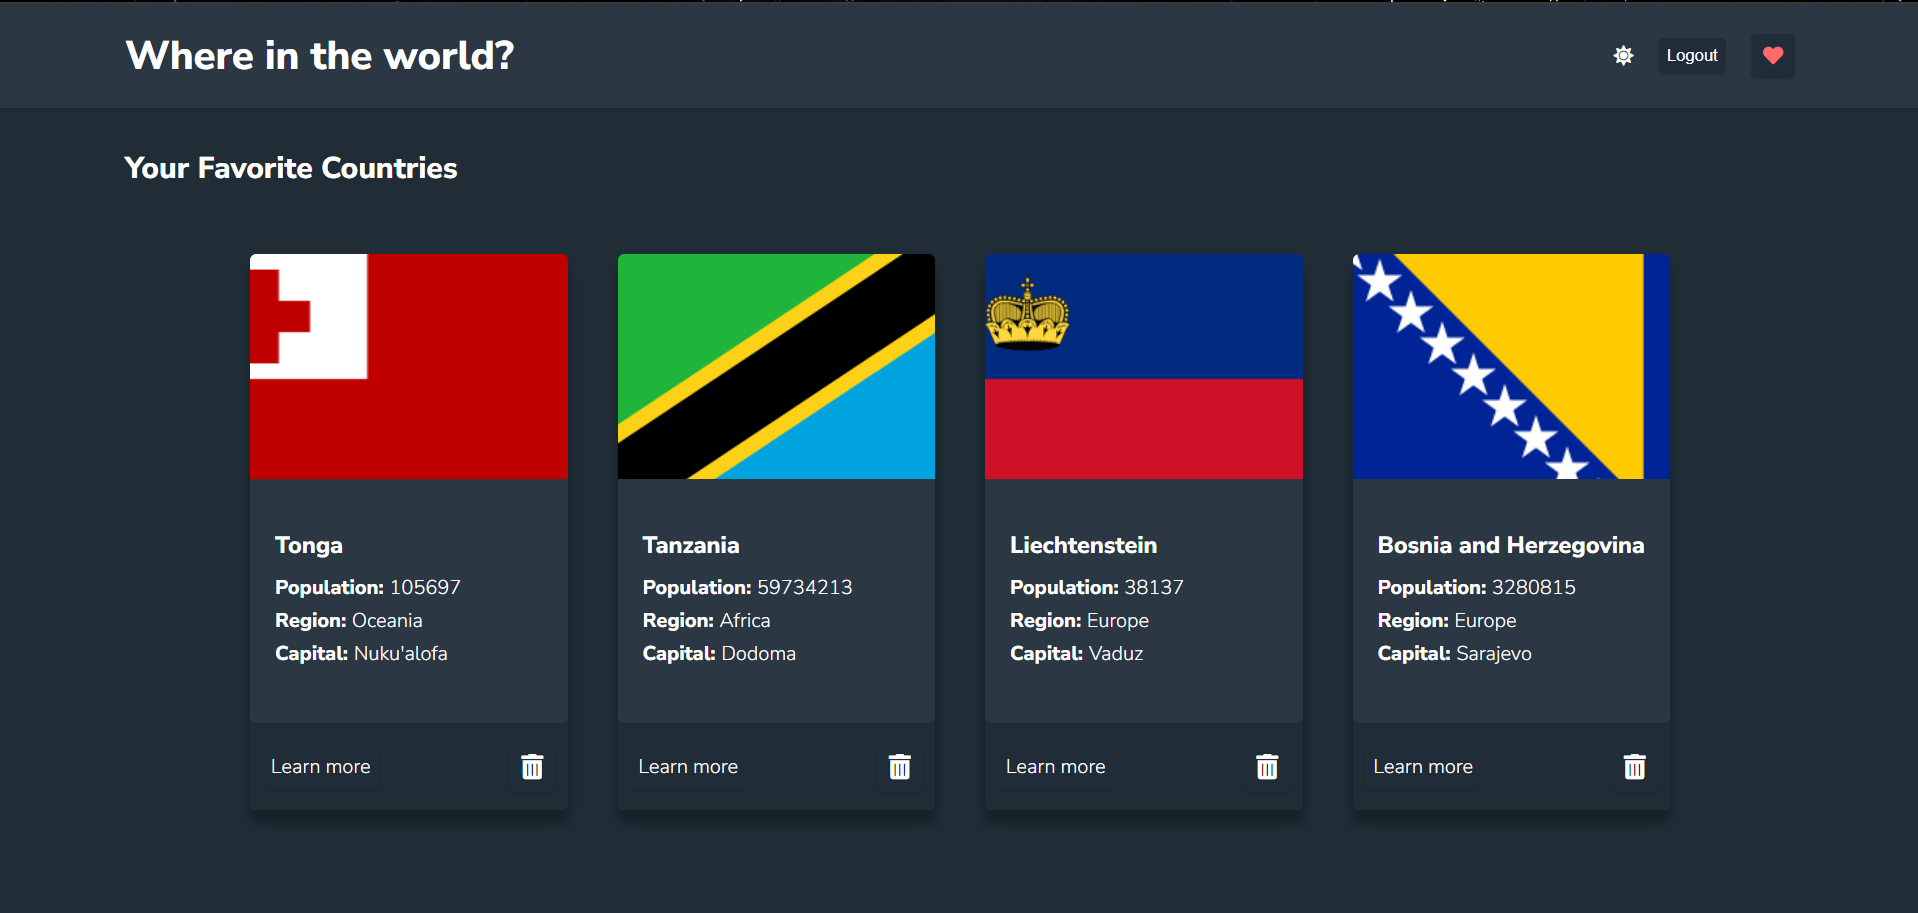 Where in the world?
Logout
Your Favorite Countries
Tonga
Population: 105697
Region: Oceania
Capital: Nuku'alofa
Learn more
Tanzania
Population: 59734213
Region: Africa
Capital: Dodoma
Learn more
Liechtenstein
Population: 38137
Region: Europe
Capital: Vaduz
Learn more
Bosnia and Herzegovina
Population: 3280815
Region: Europe
Capital: Sarajevo
Learn more